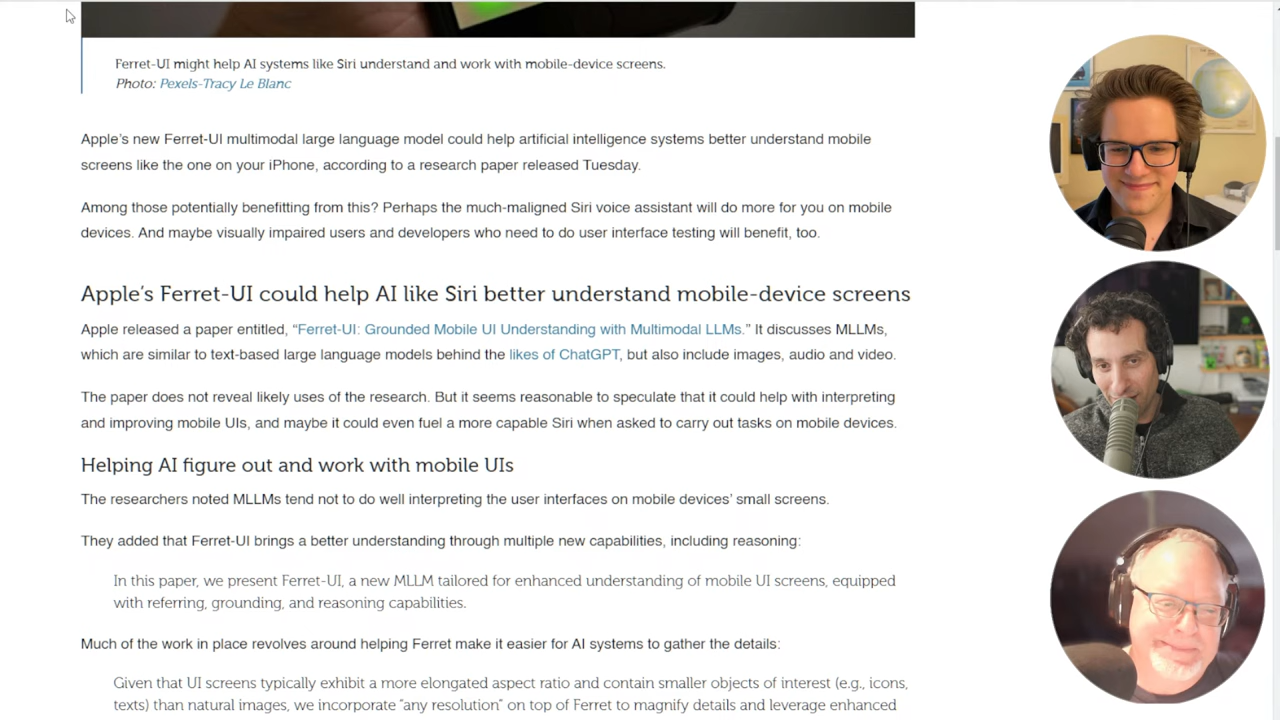 Ferret-UI might help AI systems like Siri understand and work with mobile-device screens.
Photo: Pexels-Tracy Le Blanc
Apple's new Ferret-UI multimodal large language model could help artificial intelligence systems better understand mobile
screens like the one on your iPhone, according to a research paper released Tuesday.
Among those potentially benefitting from this? Perhaps the much-maligned Siri voice assistant will do more for you on mobile
devices. And maybe visually impaired users and developers who need to do user interface testing will benefit, too.
Apple's Ferret-UI could help AI like Siri better understand mobile-device screens
Apple released a paper entitled, “Ferret-UI: Grounded Mobile UI Understanding with Multimodal LLMs.” It discusses MLLMs,
which are similar to text-based large language models behind the likes of ChatGPT, but also include images, audio and video.
The paper does not reveal likely uses of the research. But it seems reasonable to speculate that it could help with interpreting
and improving mobile UIs, and maybe it could even fuel a more capable Siri when asked to carry out tasks on mobile devices.
Helping AI figure out and work with mobile UIs
The researchers noted MLLMs tend not to do well interpreting the user interfaces on mobile devices' small screens.
They added that Ferret-UI brings a better understanding through multiple new capabilities, including reasoning:
In this paper, we present Ferret-UI, a new MLLM tailored for enhanced understanding of mobile UI screens, equipped
with referring, grounding, and reasoning capabilities.
Much of the work in place revolves around helping Ferret make it easier for AI systems to gather the details:
Given that UI screens typically exhibit a more elongated aspect ratio and contain smaller objects of interest (e.g., icons,
texts) than natural images, we incorporate “any resolution” on top of Ferret to magnify details and leverage enhanced